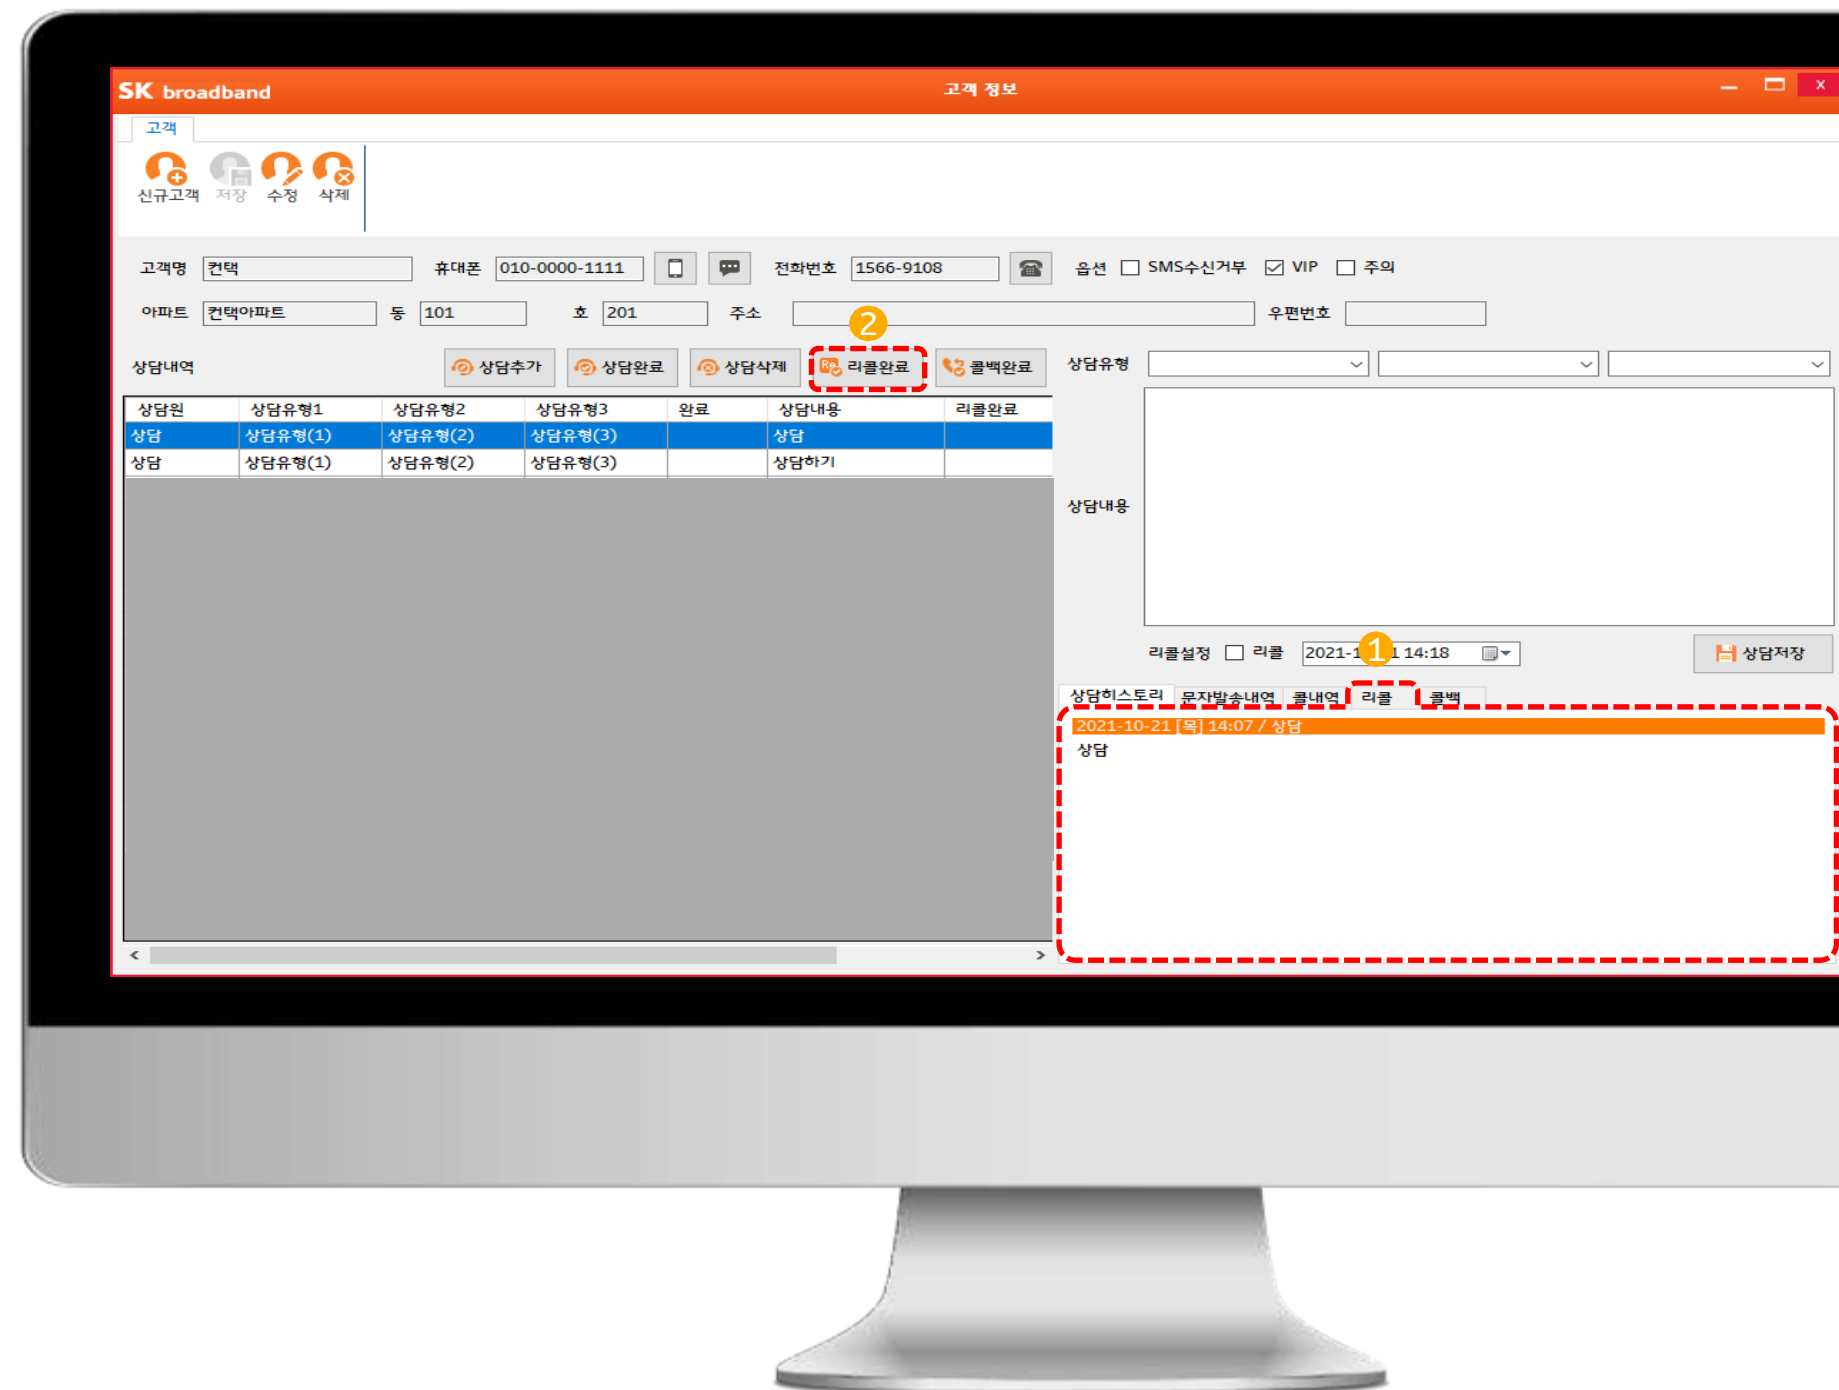 SK broadband 고객 정보 X
고객
신규고객 저장 수정 삭제
고객명 컨택 휴대폰 010-0000-1111 전화번호 1566-9108 옵션 SMS수신거부 VIP 주의
아파트 컨택아파트 동 101 호 201 주소 우편번호
2
상담내역 상담추가 상담완료 상담삭제 Re 리콜완료 콜백완료 상담유형
상담원 상담유형1 상담유형2 상담유형3 완료 상담내용 리콜완료
상담 상담유형(1) 상담유형(2) 상담유형(3) 상담
상담 상담유형(1) 상담유형(2) 상담유형(3) 상담하기
상담내용
리콜설정 리콜 14:18 상담저장
1
상담히스토리 문자발송내역 콜내역 리콜 콜백
2021-10-21 [목] 14:07 / 상담
상담